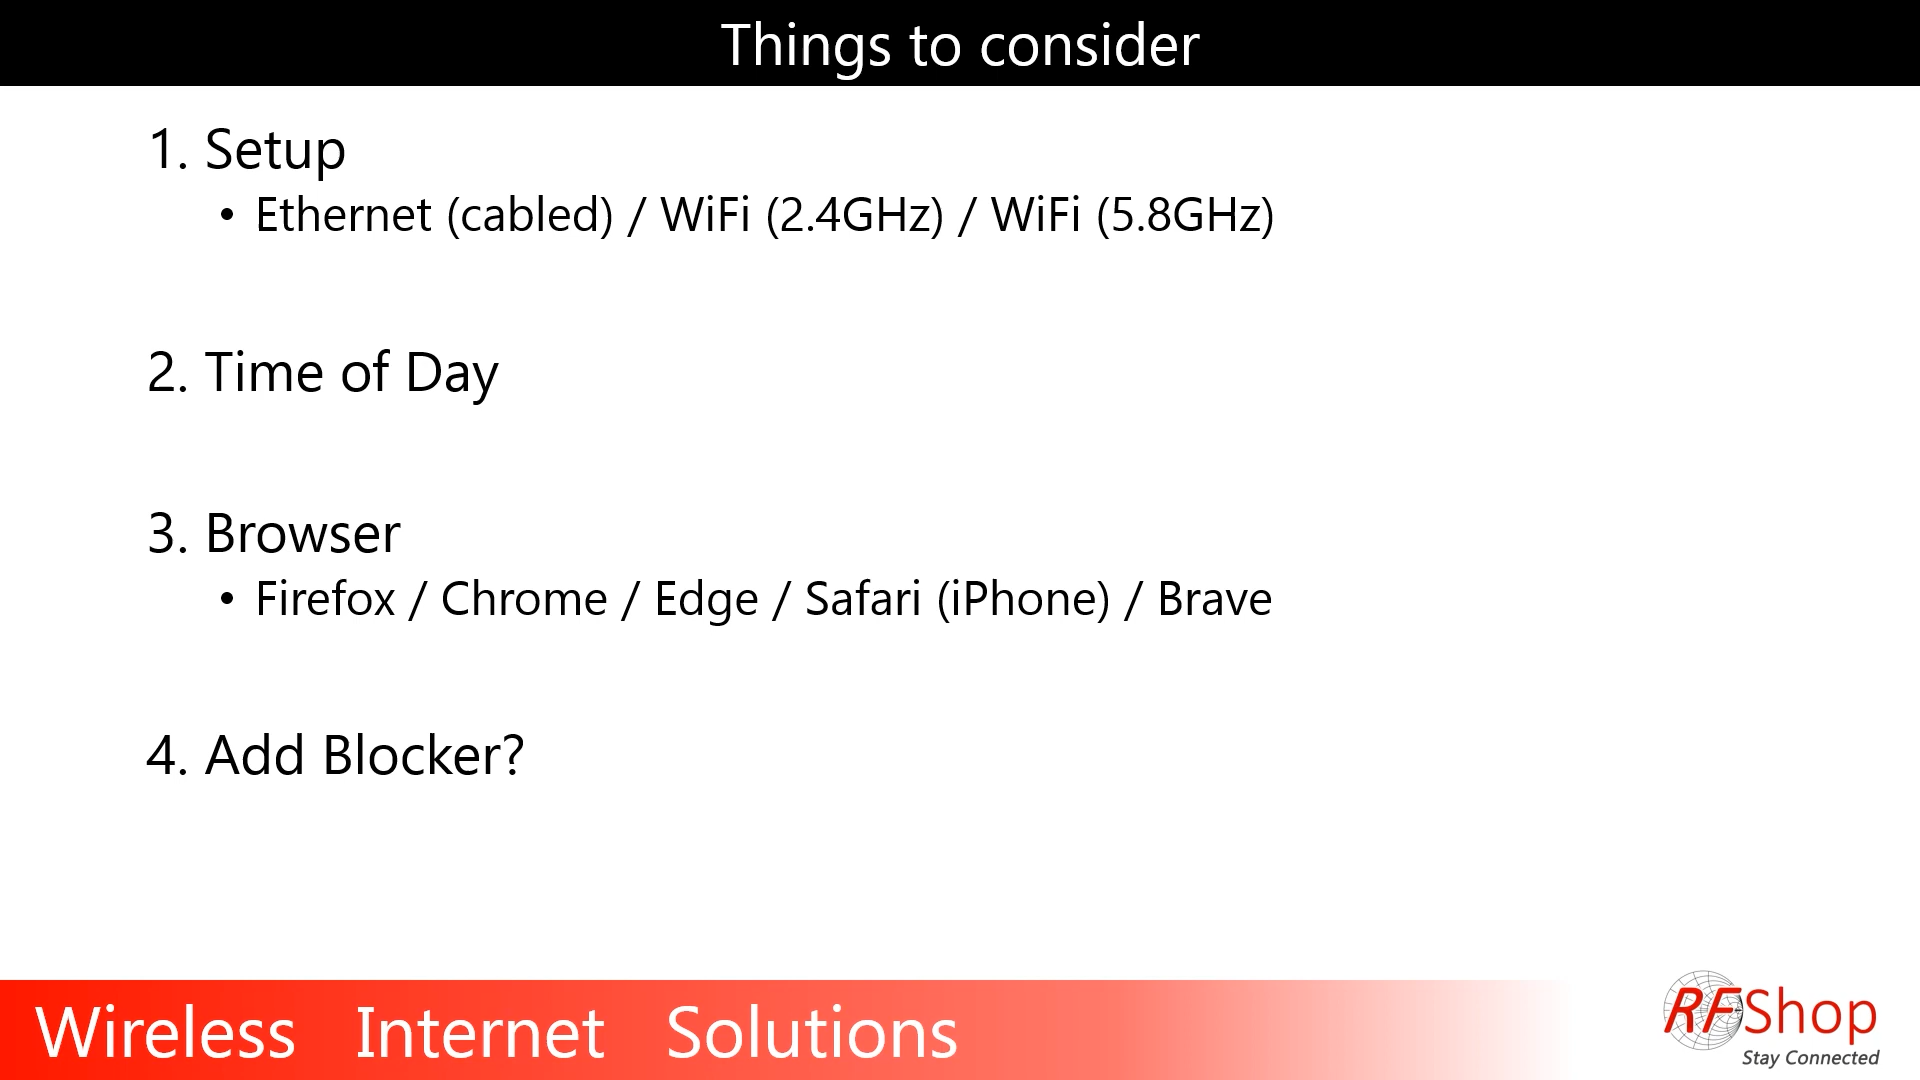 Things to consider
1. Setup
• Ethernet (cabled) / WiFi (2.4GHz) / WiFi (5.8GHz)
2. Time of Day
3. Browser
• Firefox / Chrome / Edge / Safari (iPhone) / Brave
4. Add Blocker?
Wireless Internet Solutions
RFShop
Stay Connected